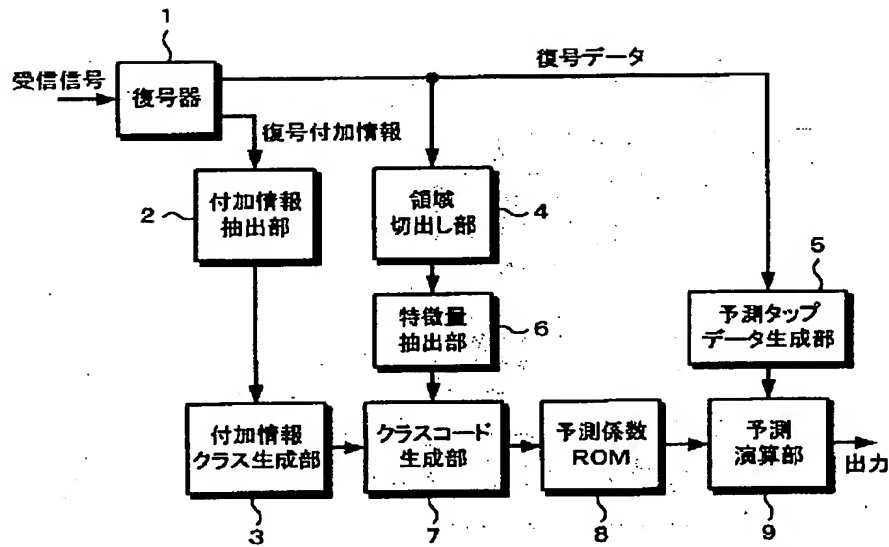 1
受信信号
復号器
復号データ
復号付加情報
2
付加情報
抽出部
領域
切出し部
4
特徴量
抽出部
6
5
予測タップ
データ生成部
付加情報
クラス生成部
3
クラスコード
生成部
7
予測係数
ROM
8
予測
演算部
9
出力